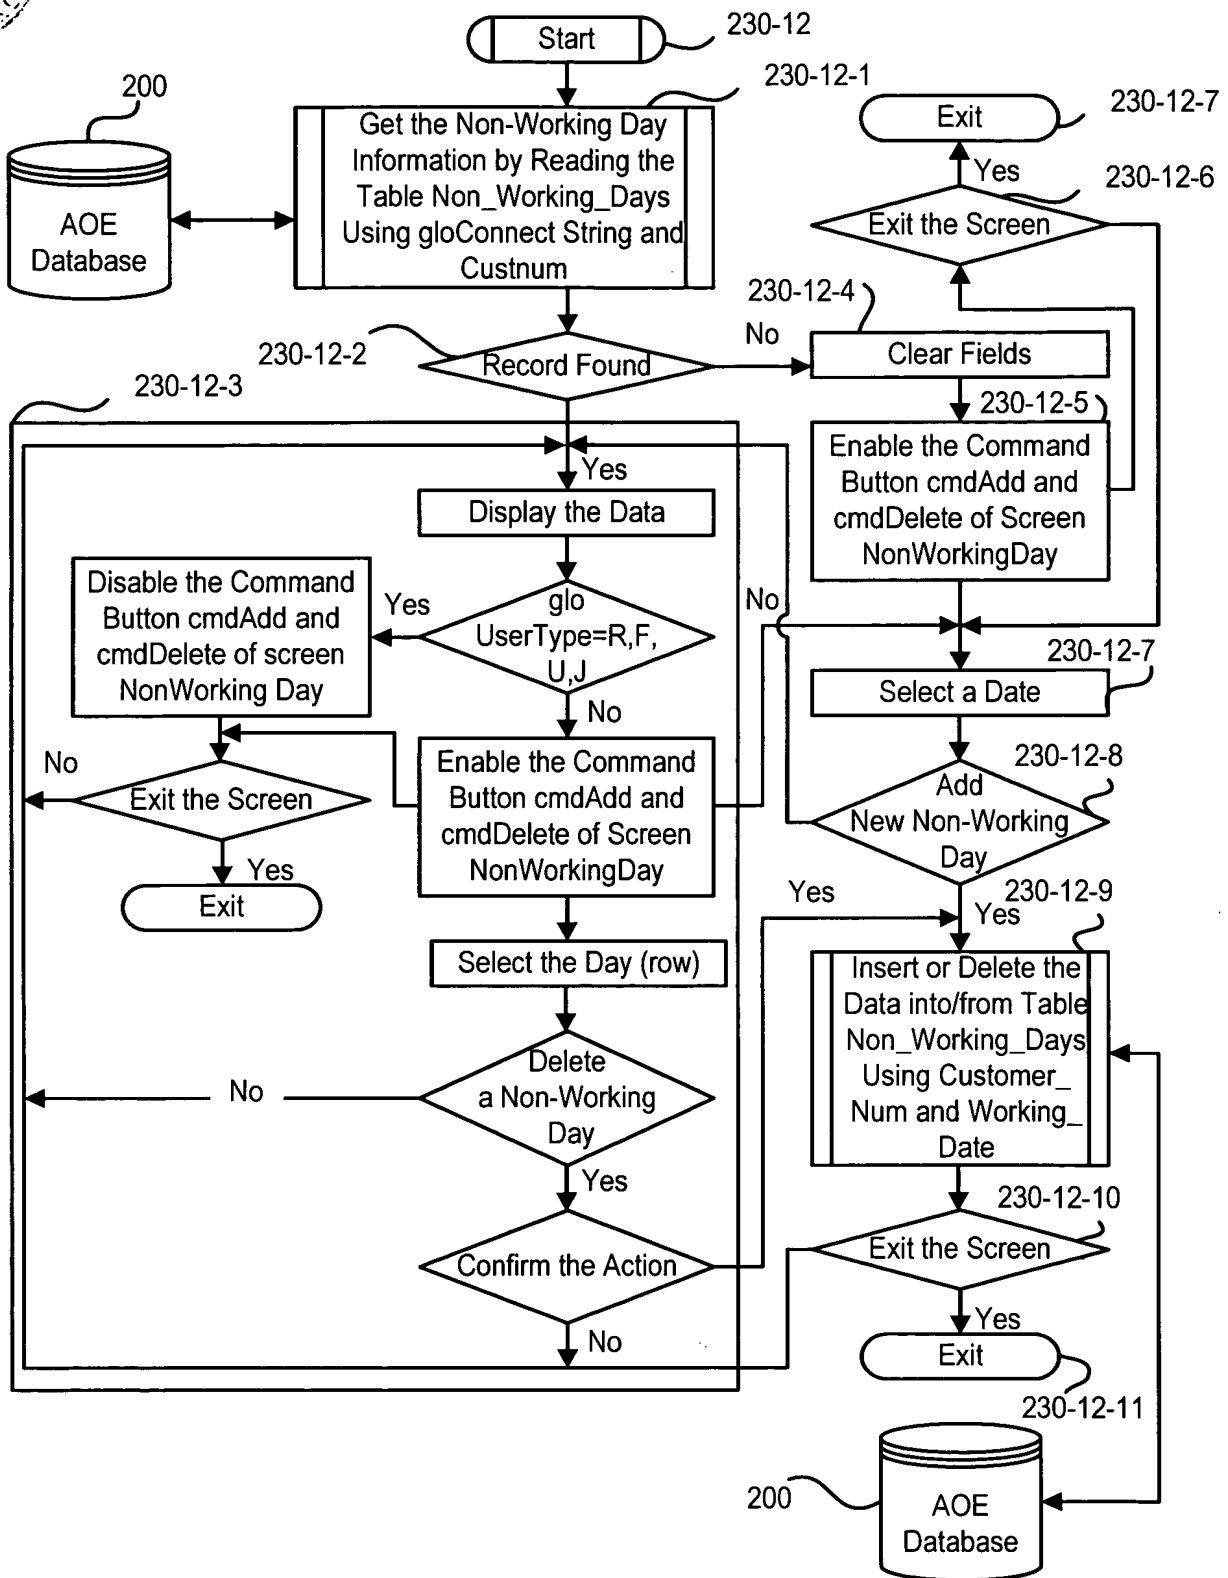 Start
230-12
200
230-12-1
Get the Non-Working Day
Information by Reading the
Table Non_Working_Days
Using gloConnect String and
Custnum
AOE
Database
Exit
230-12-7
Yes
230-12-6
Exit the Screen
230-12-4
No
Clear Fields
230-12-2
Record Found
230-12-3
230-12-5
Enable the Command
Button cmdAdd and
cmdDelete of Screen
NonWorkingDay
Yes
Display the Data
Disable the Command
Button cmdAdd and
cmdDelete of screen
NonWorking Day
Yes
glo
UserType=R,F,
U,J
No
No
230-12-7
Select a Date
No
Exit the Screen
Yes
Exit
Enable the Command
Button cmdAdd and
cmdDelete of Screen
NonWorkingDay
230-12-8
Add
New Non-Working
Day
Yes
Yes
230-12-9
Select the Day (row)
Insert or Delete the
Data into/from Table
Non_Working_Days
Using Customer_
Num and Working_
Date
Delete
a Non-Working
Day
No
Yes
230-12-10
Confirm the Action
Exit the Screen
No
Yes
Exit
230-12-11
200
AOE
Database